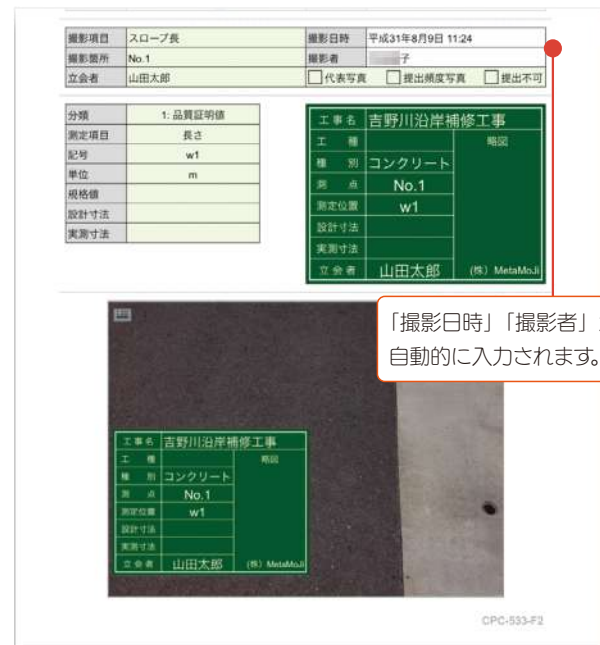 撮影項目 スロープ長 撮影日時 平成31年8月9日 11:24
撮影箇所 No.1 撮影者 子
立会者 山田太郎 代表写真 提出頻度写真 提出不可
分類 1: 品質証明値
測定項目 長さ
記号 w1
単位 m
規格値
設計寸法
実測寸法
工事名 吉野川沿岸補修工事
工種 略図
種別 コンクリート
測点 No.1
測定位置 w1
設計寸法
実測寸法
立会者 山田太郎 (株) MetaMoJi
「撮影日時」「撮影者」
自動的に入力されます。
工事名 吉野川沿岸補修工事
工種 略図
種別 コンクリート
測点 No.1
測定位置 w1
設計寸法
実測寸法
立会者 山田太郎 (株) MetaMoJi
CPC-533-F2